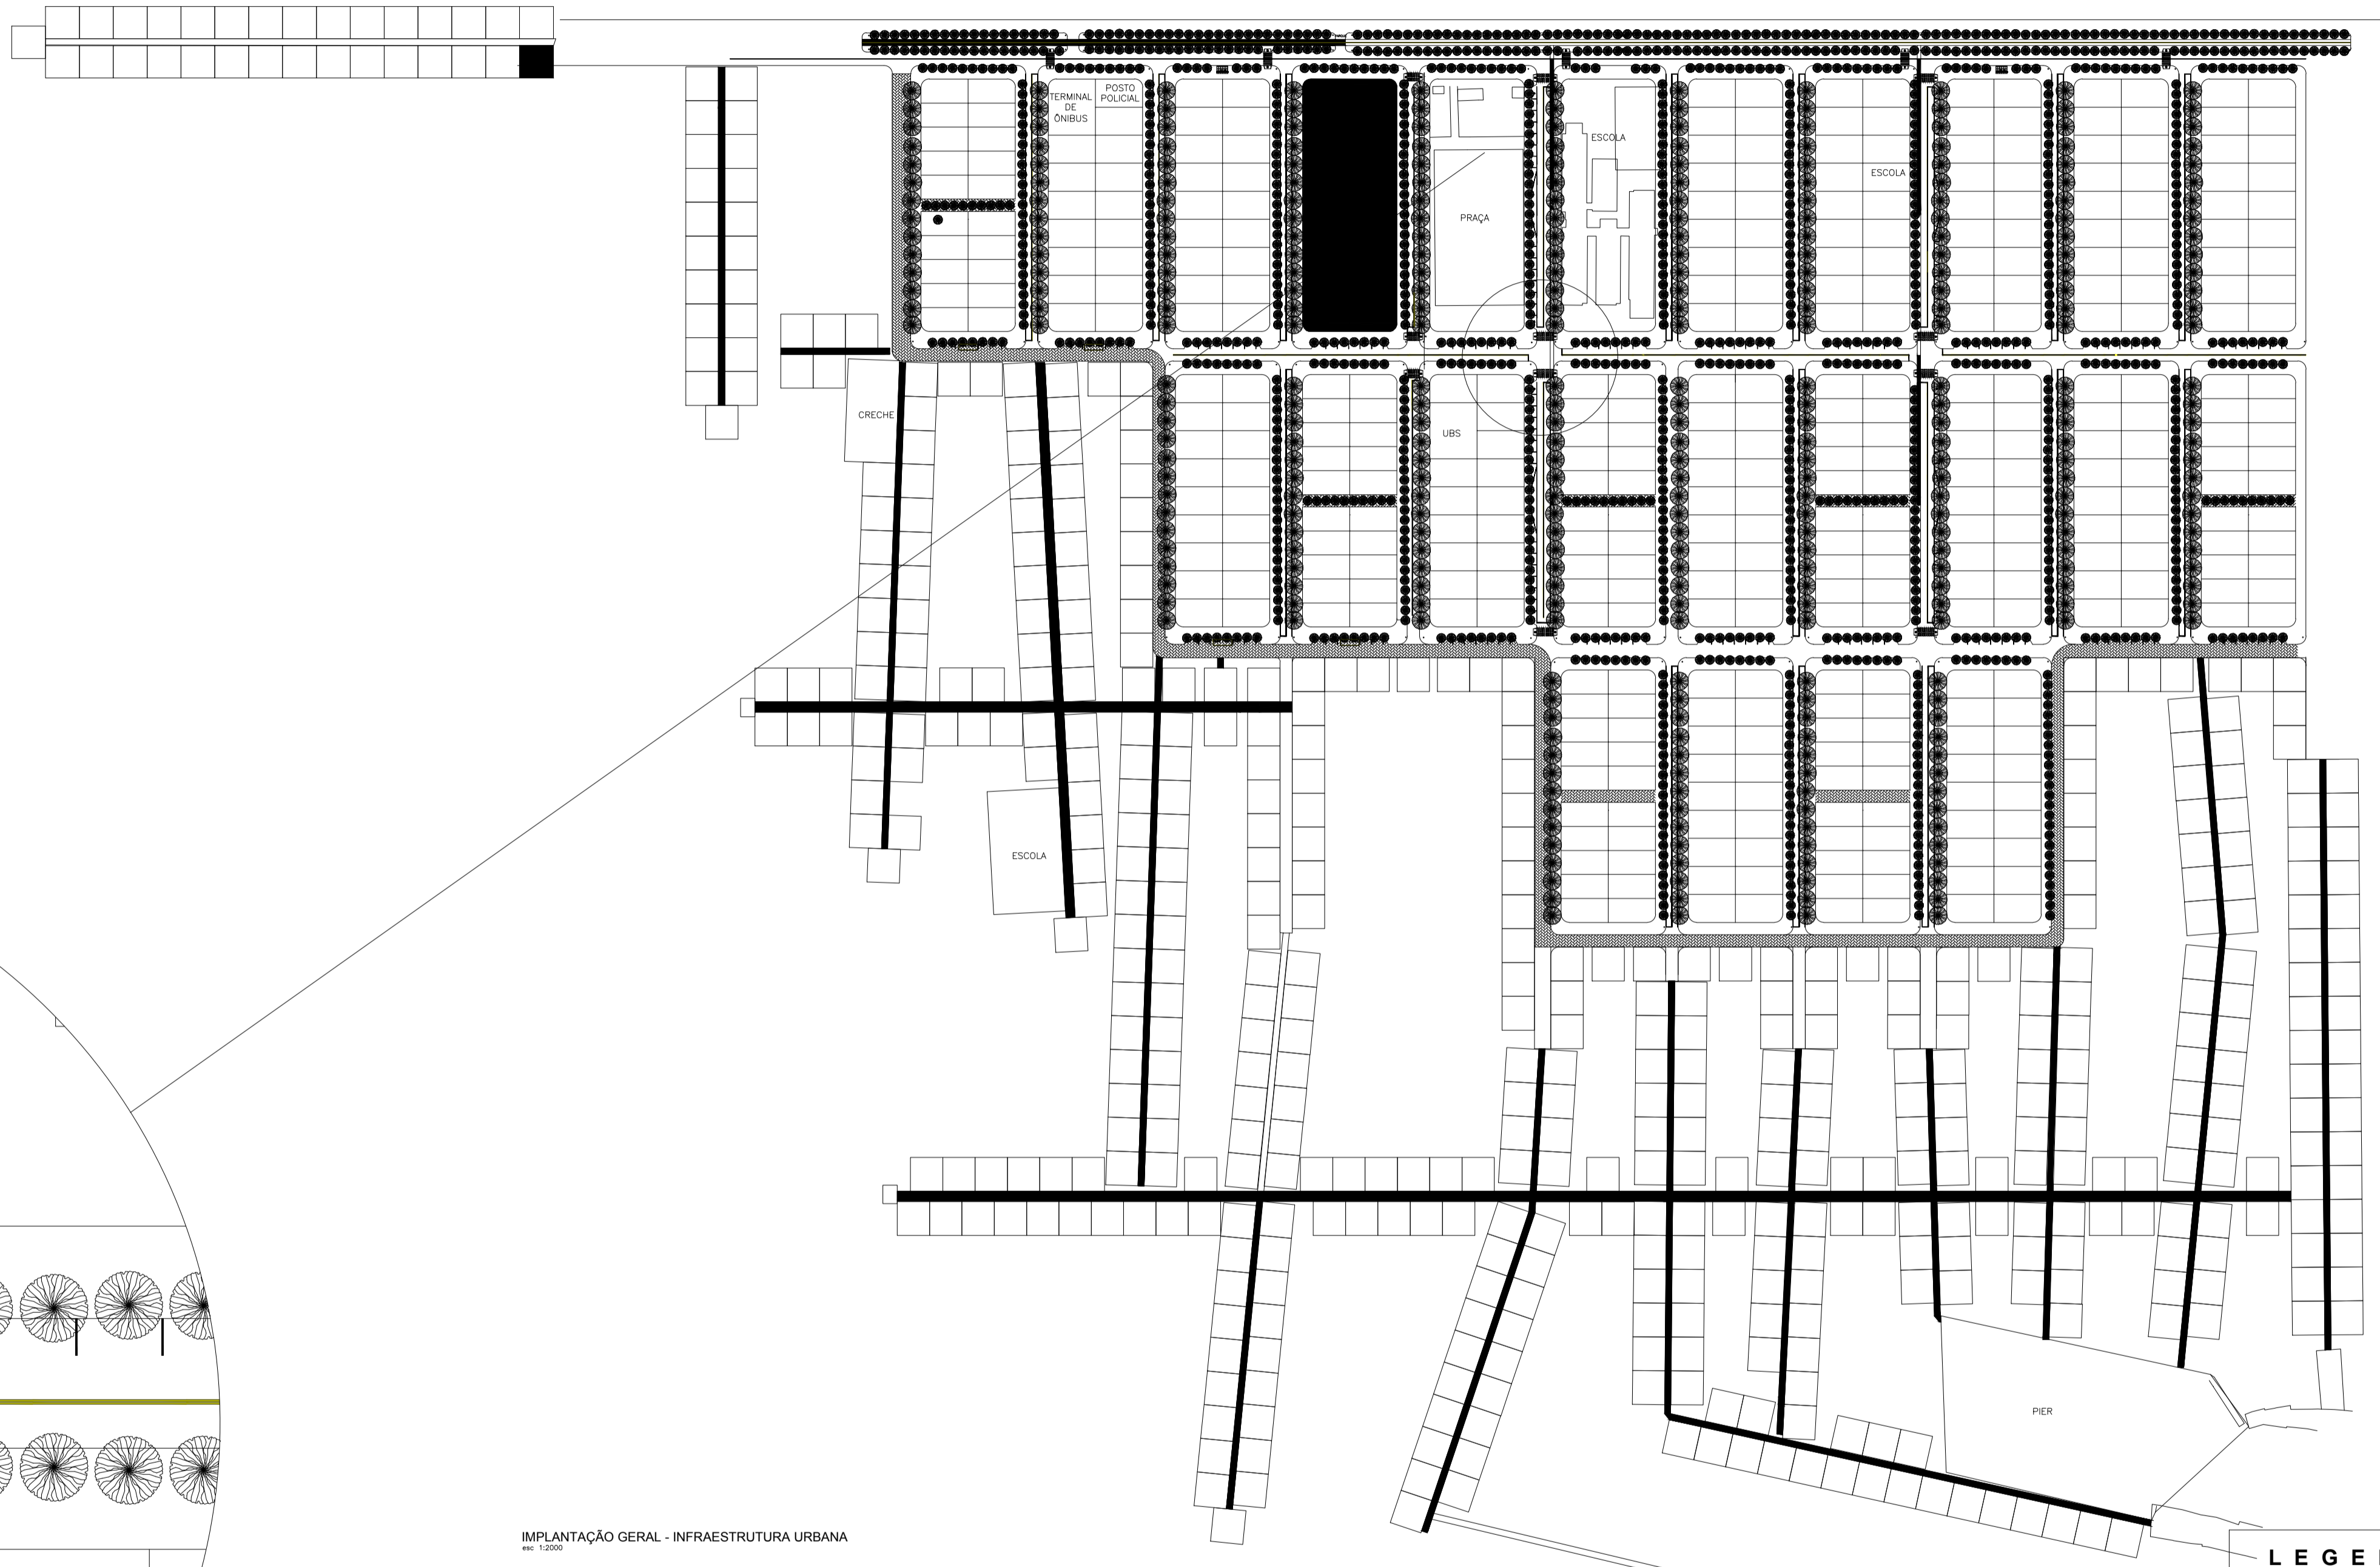 TERMINAL
DE
ÔNIBUS
POSTO
POLICIAL
ESCOLA
ESCOLA
PRAÇA
CRECHE
UBS
ESCOLA
PIER
IMPLANTAÇÃO GERAL - INFRAESTRUTURA URBANA
esc 1:2000
L E G E